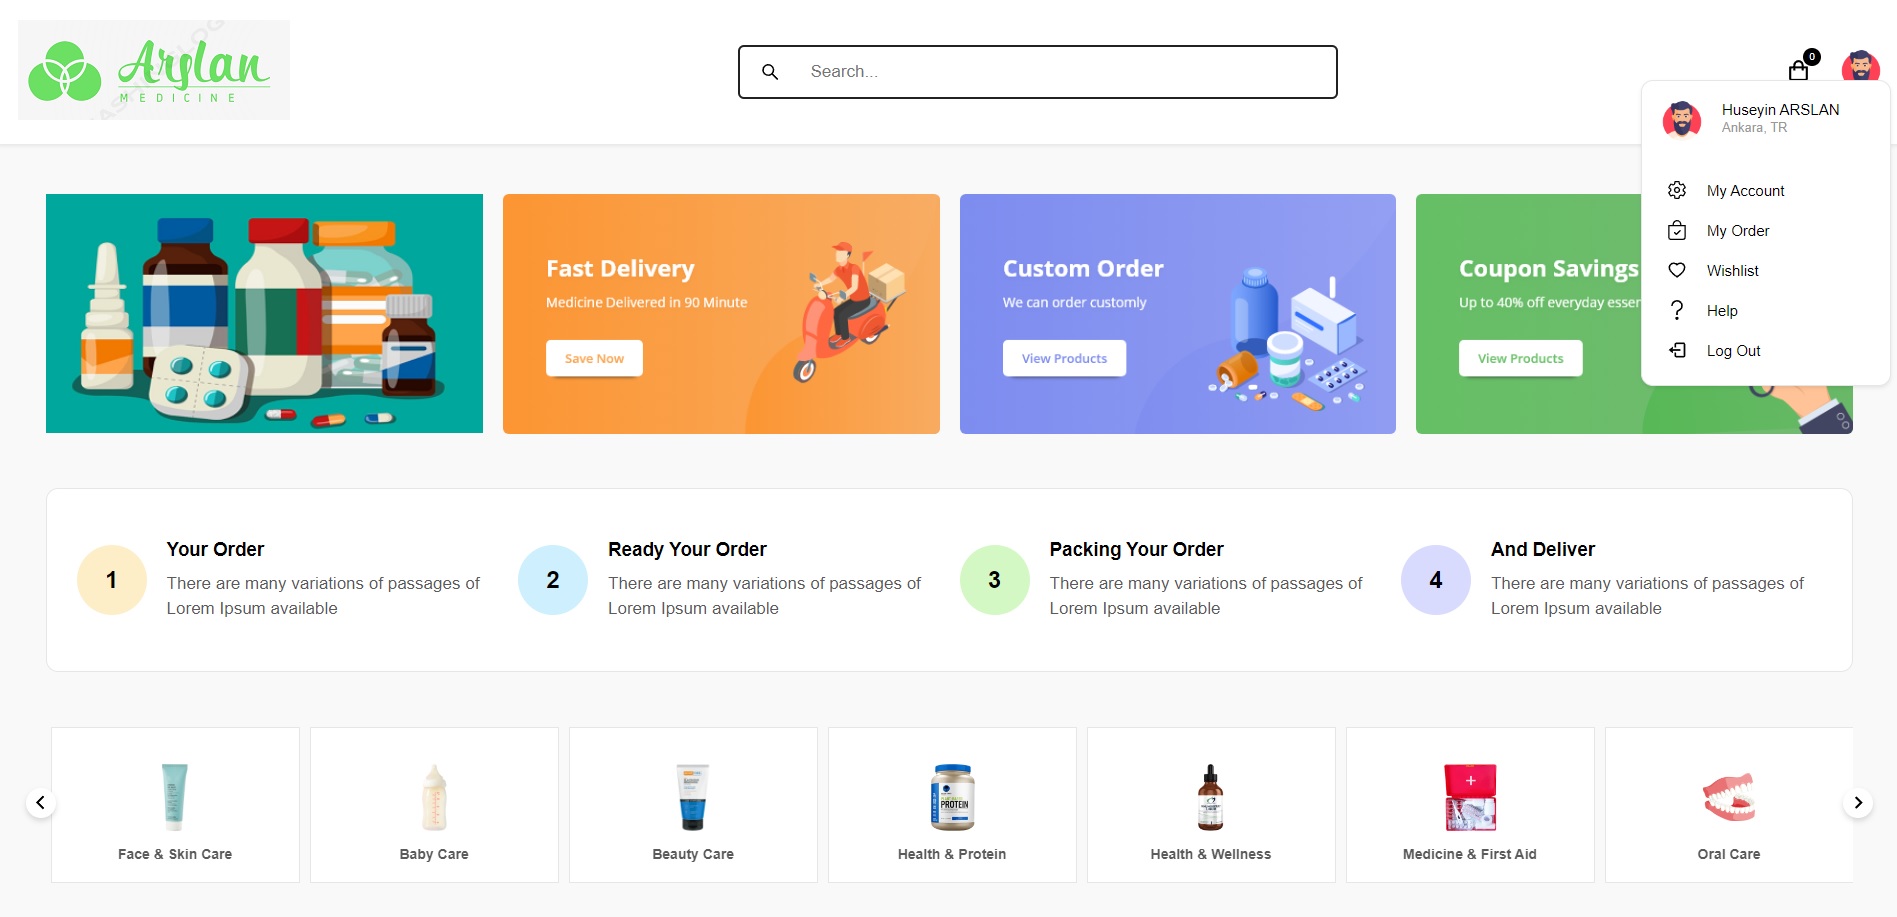 Arslan
MEDICINE
Search...
0
Huseyin ARSLAN
Ankara, TR
My Account
My Order
Wishlist
Help
Log Out
Fast Delivery
Medicine Delivered in 90 Minute
Save Now
Custom Order
We can order customly
View Products
Coupon Savings
Up to 40% off everyday esser
View Products
1
Your Order
There are many variations of passages of
Lorem Ipsum available
2
Ready Your Order
There are many variations of passages of
Lorem Ipsum available
3
Packing Your Order
There are many variations of passages of
Lorem Ipsum available
4
And Deliver
There are many variations of passages of
Lorem Ipsum available
PROTEIN
Face & Skin Care
Baby Care
Beauty Care
Health & Protein
Health & Wellness
Medicine & First Aid
Oral Care